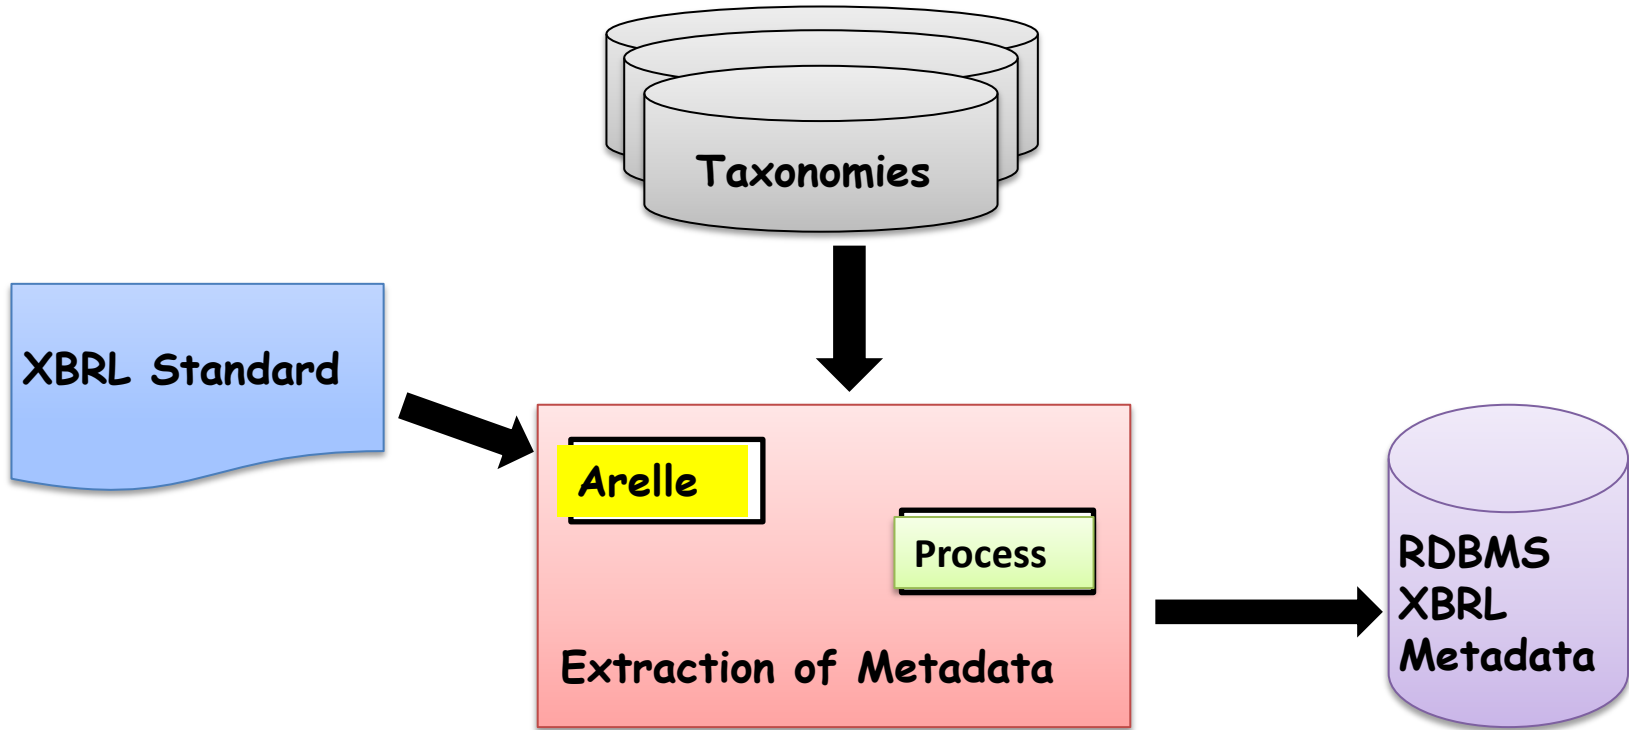 Taxonomies
XBRL Standard
Arelle
Process
Extraction of Metadata
RDBMS
XBRL
Metadata